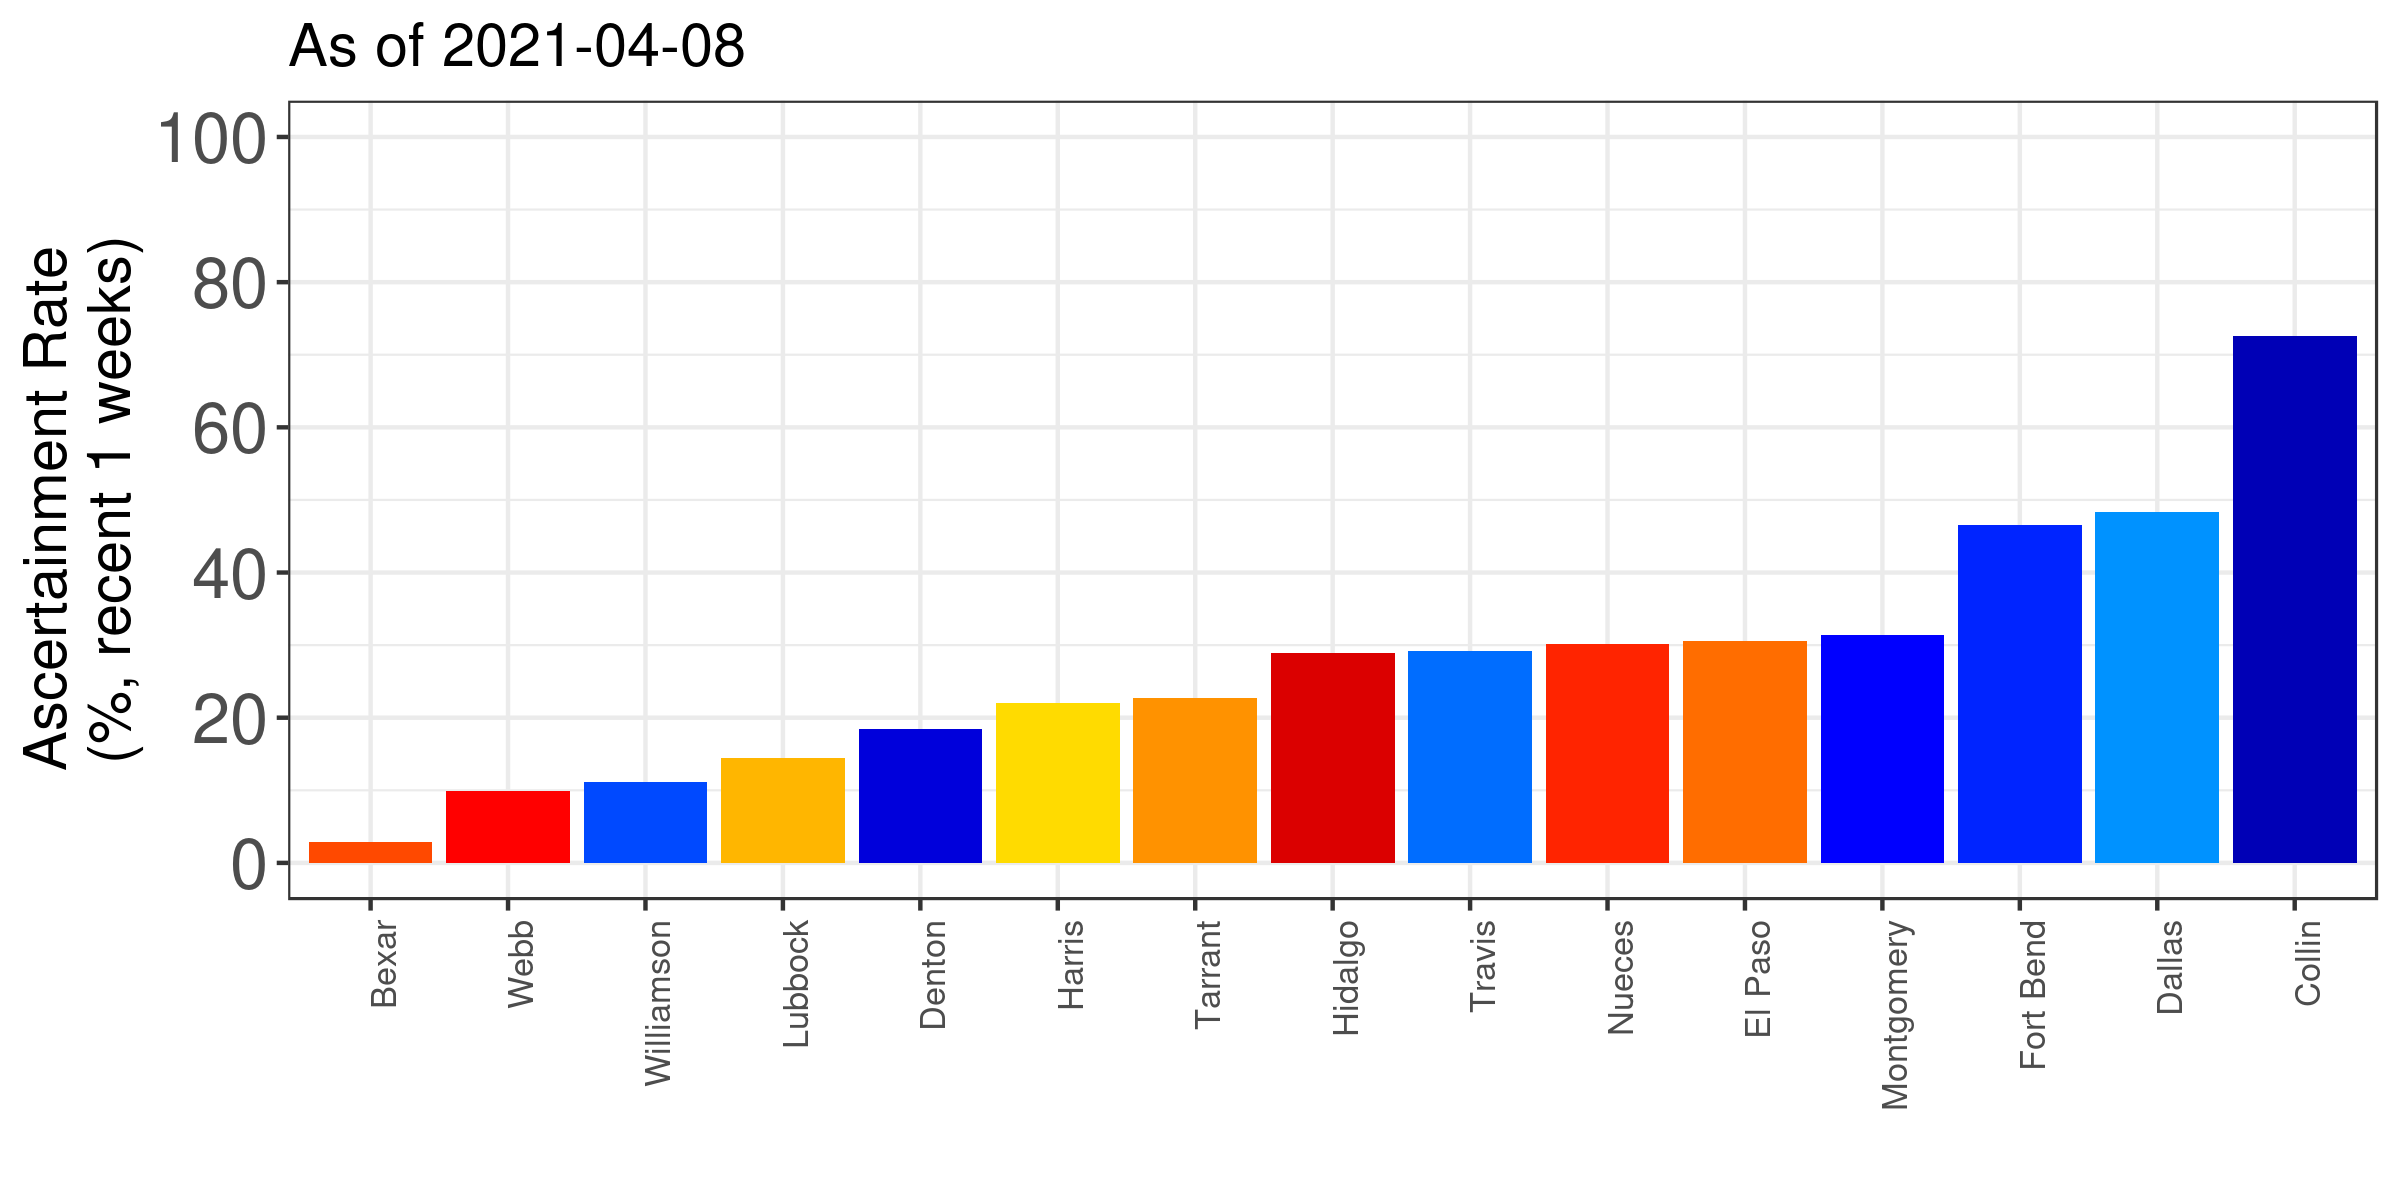 As of 2021-04-08
Ascertainment Rate
(%, recent 1 weeks)
100
80
60
40
20
0
Bexar
Webb
Williamson
Lubbock
Denton
Harris
Tarrant
Hidalgo
Travis
Nueces
El Paso
Montgomery
Fort Bend
Dallas
Collin